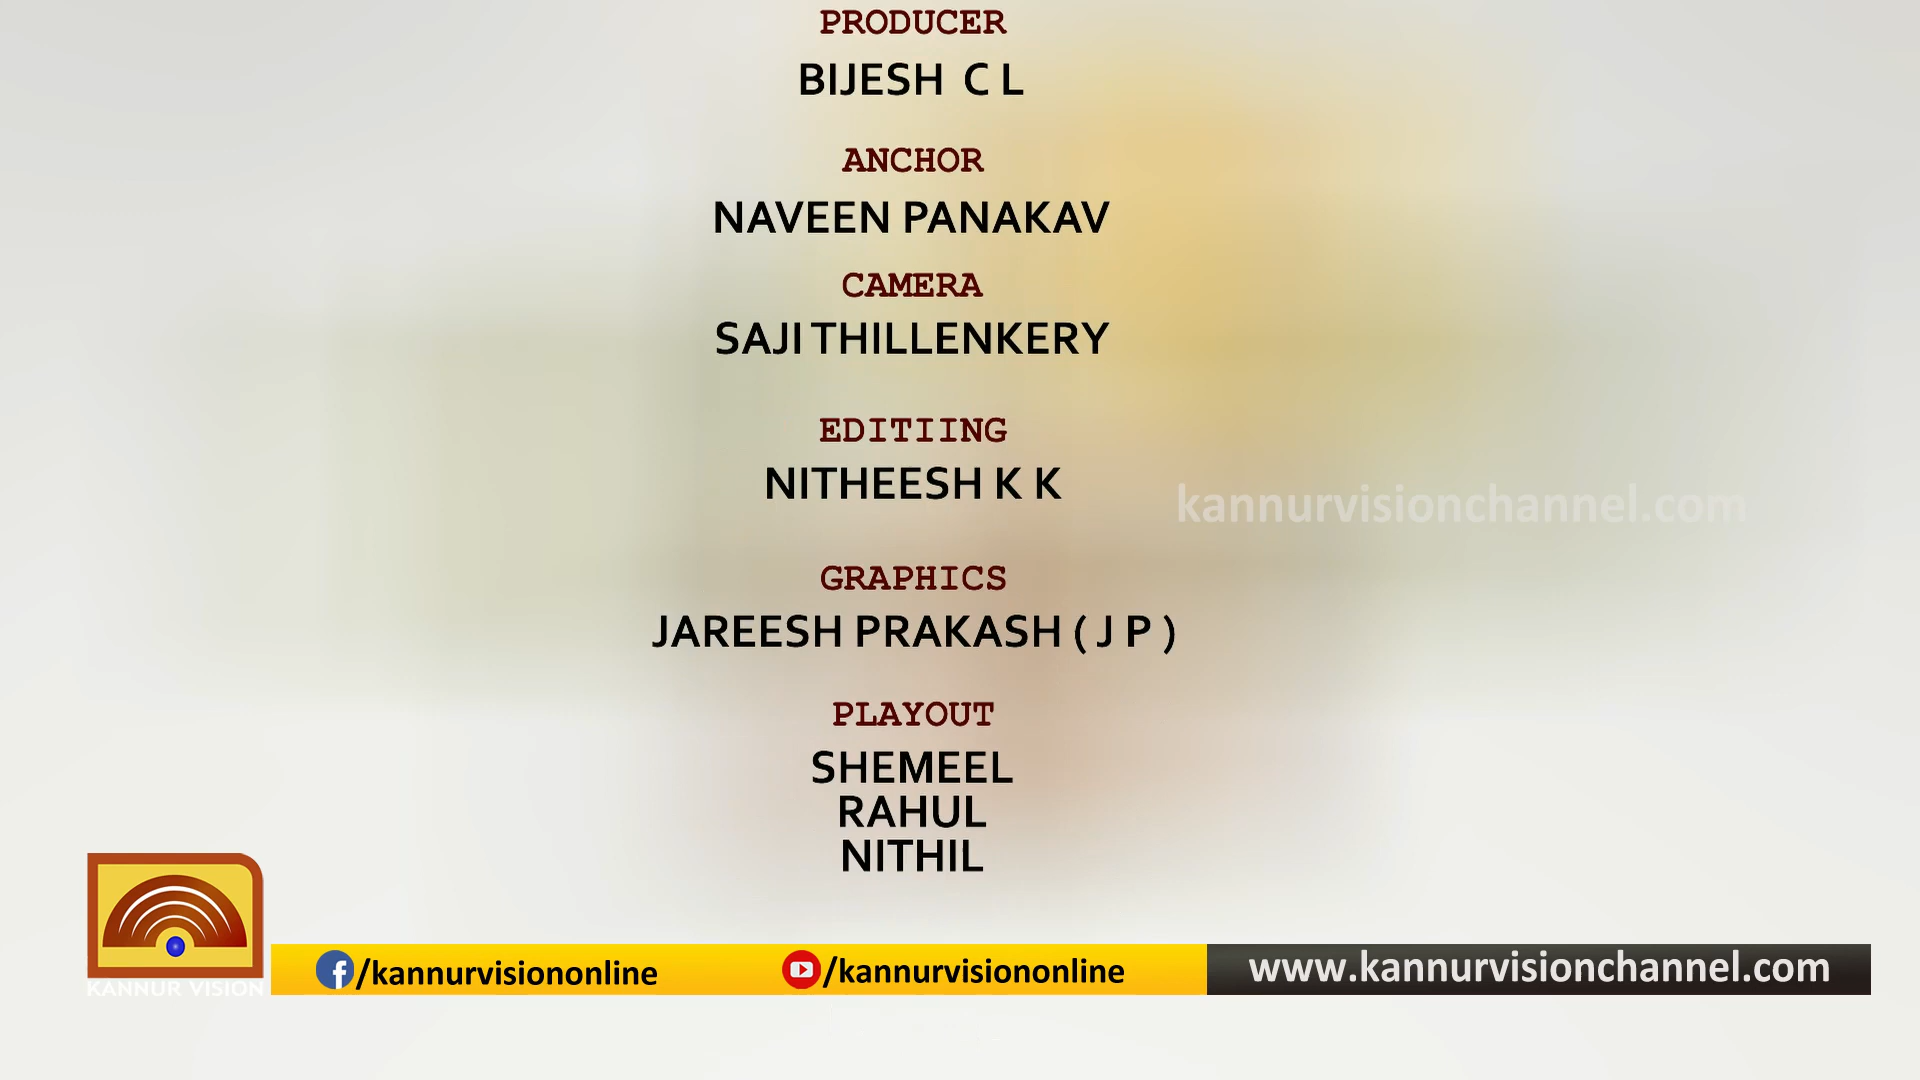 PRODUCER
BIJESH C L
ANCHOR
NAVEEN PANAKAV
CAMERA
SAJI THILLENKERY
EDITIING
NITHEESH K K
kannurvisionchannel.com
GRAPHICS
JAREESH PRAKASH ( J P )
PLAYOUT
SHEMEEL
RAHUL
NITHIL
KANNUR VISION
/kannurvisiononline
/kannurvisiononline
www.kannurvisionchannel.com